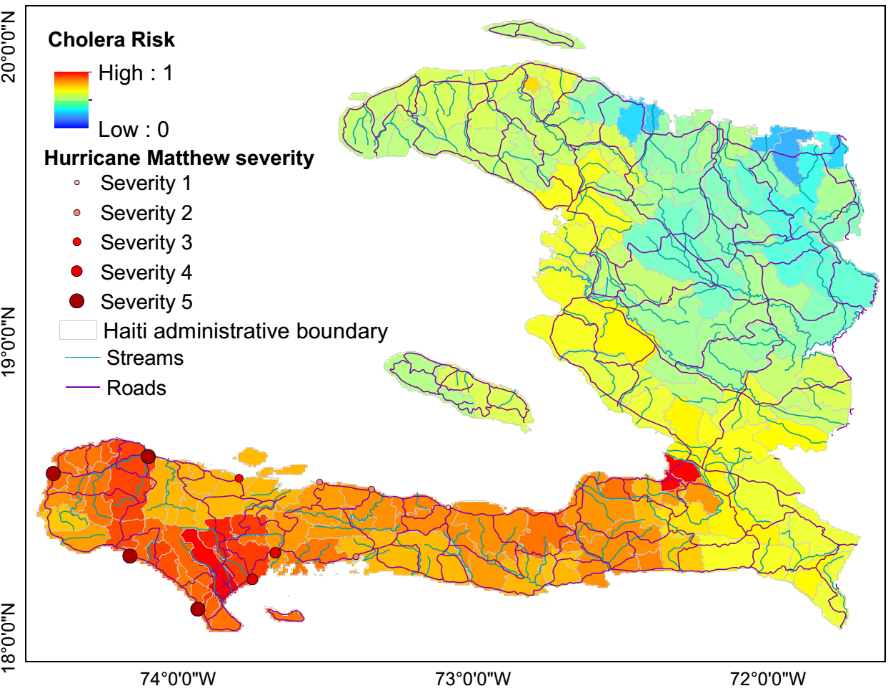 Cholera Risk
High : 1
Low : 0
Hurricane Matthew severity
Severity 1
Severity 2
Severity 3
Severity 4
Severity 5
Haiti administrative boundary
Streams
Roads
20°0'0"N
19°0'0"N
18°0'0"N
74°0'0"W
73°0'0"W
72°0'0"W